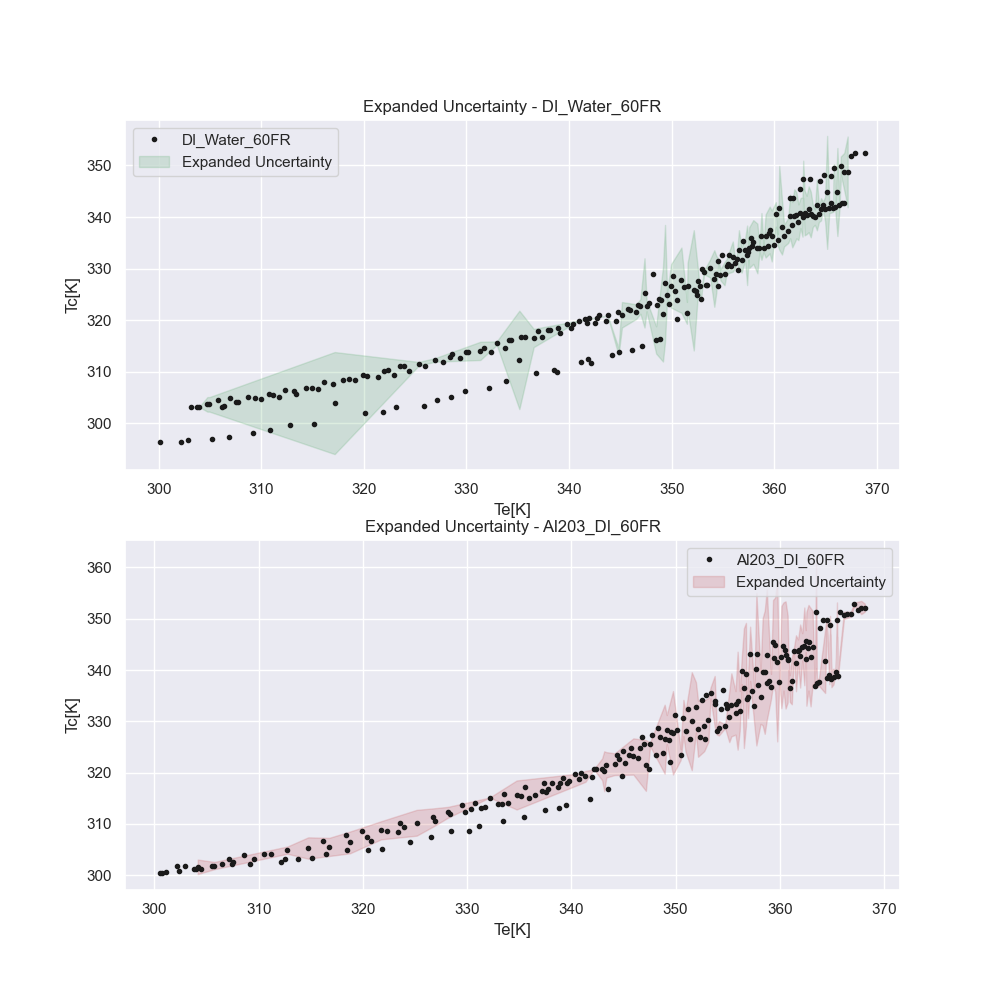 Expanded Uncertainty - DI_Water_60FR
DI_Water_60FR
Expanded Uncertainty
350
340
330
320
310
300
Tc[K]
300 310 320 330 340 350 360 370
Te[K]
Expanded Uncertainty - Al203_DI_60FR
Al203_DI_60FR
Expanded Uncertainty
360
350
340
330
320
310
300
Tc[K]
300 310 320 330 340 350 360 370
Te[K]